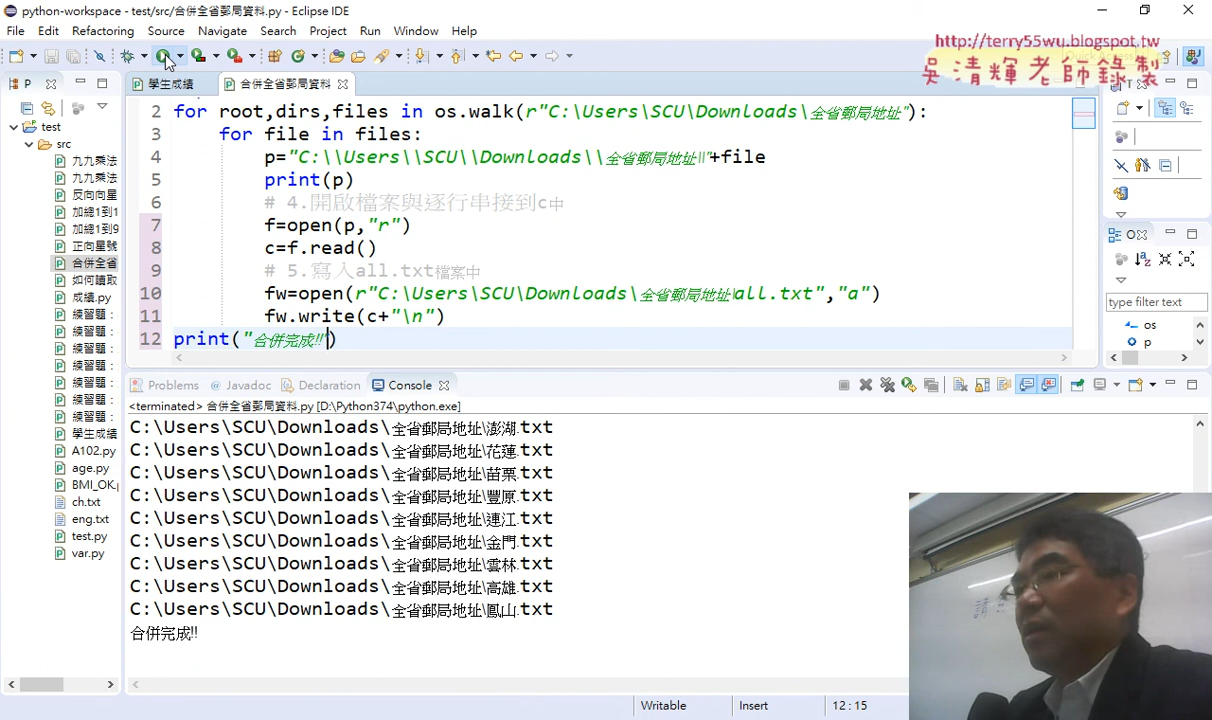 python-workspace - test/src/合併全省郵局資料.py - Eclipse IDE
File Edit Refactoring Source Navigate Search Project Run Window Help
http://terry55wu.blogspot.tw
吳清輝老師錄製
學生成績
合併全省郵局資料
2 for root,dirs,files in os.walk(r"C:\Users\SCU\Downloads\全省郵局地址"):
3 for file in files:
4 p="C:\\Users\\SCU\\Downloads\\全省郵局地址\\"+file
5 print(p)
6 # 4.開啟檔案與逐行串接到c中
7 f=open(p,"r")
8 c=f.read()
9 # 5.寫入all.txt檔案中
10 fw=open(r"C:\Users\SCU\Downloads\全省郵局地址\all.txt","a")
11 fw.write(c+"\n")
12 print("合併完成!!")
P
test
src
九九乘法
九九乘法
反向向星
加總1到1
加總1到9
正向星號
合併全省
如何讀取
成績.py
練習題：
練習題：
練習題：
練習題：
練習題：
練習題：
練習題：
學生成績
A102.py
age.py
BMI_OK.p
ch.txt
eng.txt
test.py
var.py
type filter text
os
p
Problems @ Javadoc Declaration Console
<terminated> 合併全省郵局資料.py [D:\Python374\python.exe]
C:\Users\SCU\Downloads\全省郵局地址\澎湖.txt
C:\Users\SCU\Downloads\全省郵局地址\花蓮.txt
C:\Users\SCU\Downloads\全省郵局地址\苗栗.txt
C:\Users\SCU\Downloads\全省郵局地址\豐原.txt
C:\Users\SCU\Downloads\全省郵局地址\連江.txt
C:\Users\SCU\Downloads\全省郵局地址\金門.txt
C:\Users\SCU\Downloads\全省郵局地址\雲林.txt
C:\Users\SCU\Downloads\全省郵局地址\高雄.txt
C:\Users\SCU\Downloads\全省郵局地址\鳳山.txt
合併完成!!
Writable Insert 12:15